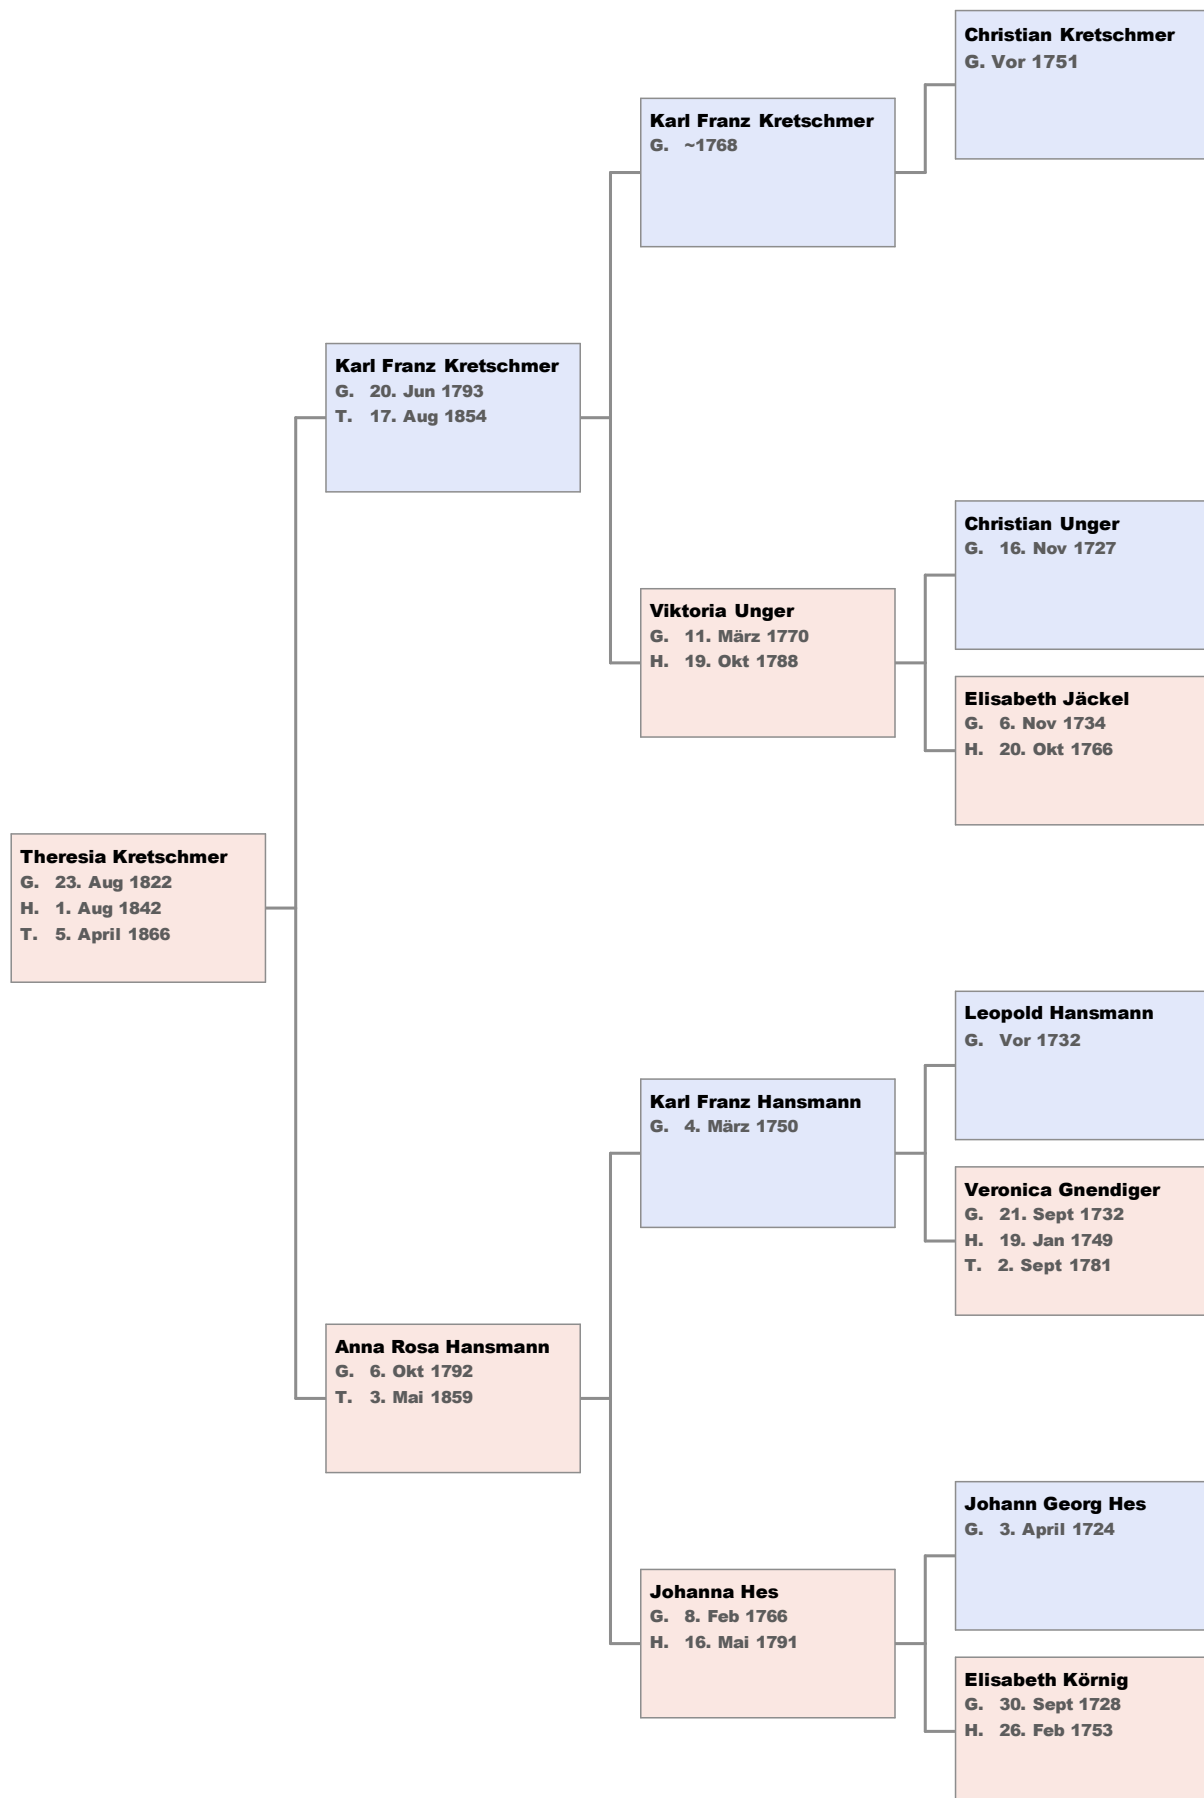 Christian Kretschmer
G. Vor 1751
Karl Franz Kretschmer
G. ~1768
Karl Franz Kretschmer
G. 20. Jun 1793
T. 17. Aug 1854
Christian Unger
G. 16. Nov 1727
Viktoria Unger
G. 11. März 1770
H. 19. Okt 1788
Elisabeth Jäckel
G. 6. Nov 1734
H. 20. Okt 1766
Theresia Kretschmer
G. 23. Aug 1822
H. 1. Aug 1842
T. 5. April 1866
Leopold Hansmann
G. Vor 1732
Karl Franz Hansmann
G. 4. März 1750
Veronica Gnendiger
G. 21. Sept 1732
H. 19. Jan 1749
T. 2. Sept 1781
Anna Rosa Hansmann
G. 6. Okt 1792
T. 3. Mai 1859
Johann Georg Hes
G. 3. April 1724
Johanna Hes
G. 8. Feb 1766
H. 16. Mai 1791
Elisabeth Körnig
G. 30. Sept 1728
H. 26. Feb 1753